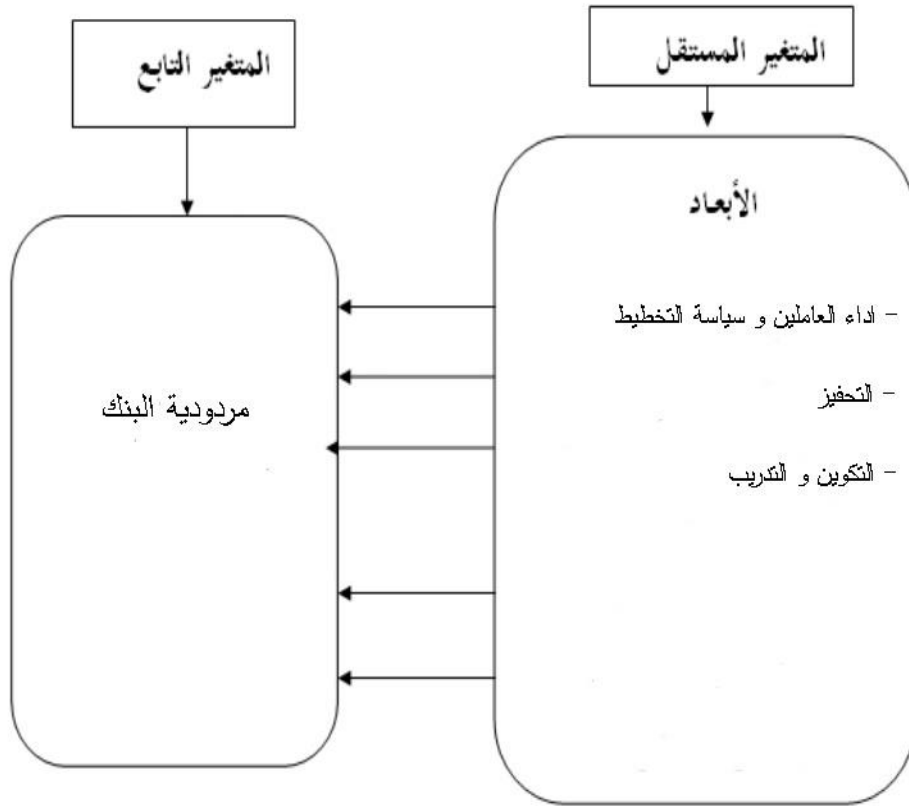 المتغير المستقل
المتغير التابع
الأبعاد
- اداء العاملين و سياسة التخطيط
- التحفيز
- التكوين و التدريب
مردودية البنك